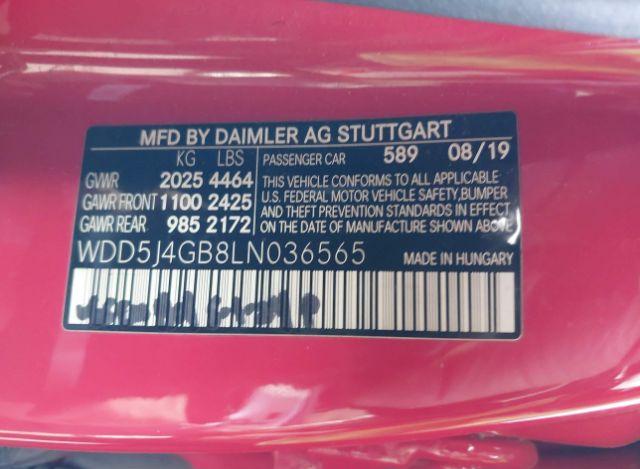 MFD BY DAIMLER AG STUTTGART
KG LBS
GVWR 2025 4464
GAWR FRONT 1100 2425
GAWR REAR 985 2172
PASSENGER CAR 589 08/19
THIS VEHICLE CONFORMS TO ALL APPLICABLE
U.S. FEDERAL MOTOR VEHICLE SAFETY, BUMPER
AND THEFT PREVENTION STANDARDS IN EFFECT
ON THE DATE OF MANUFACTURE SHOWN ABOVE
WDD5J4GB8LN036565 MADE IN HUNGARY